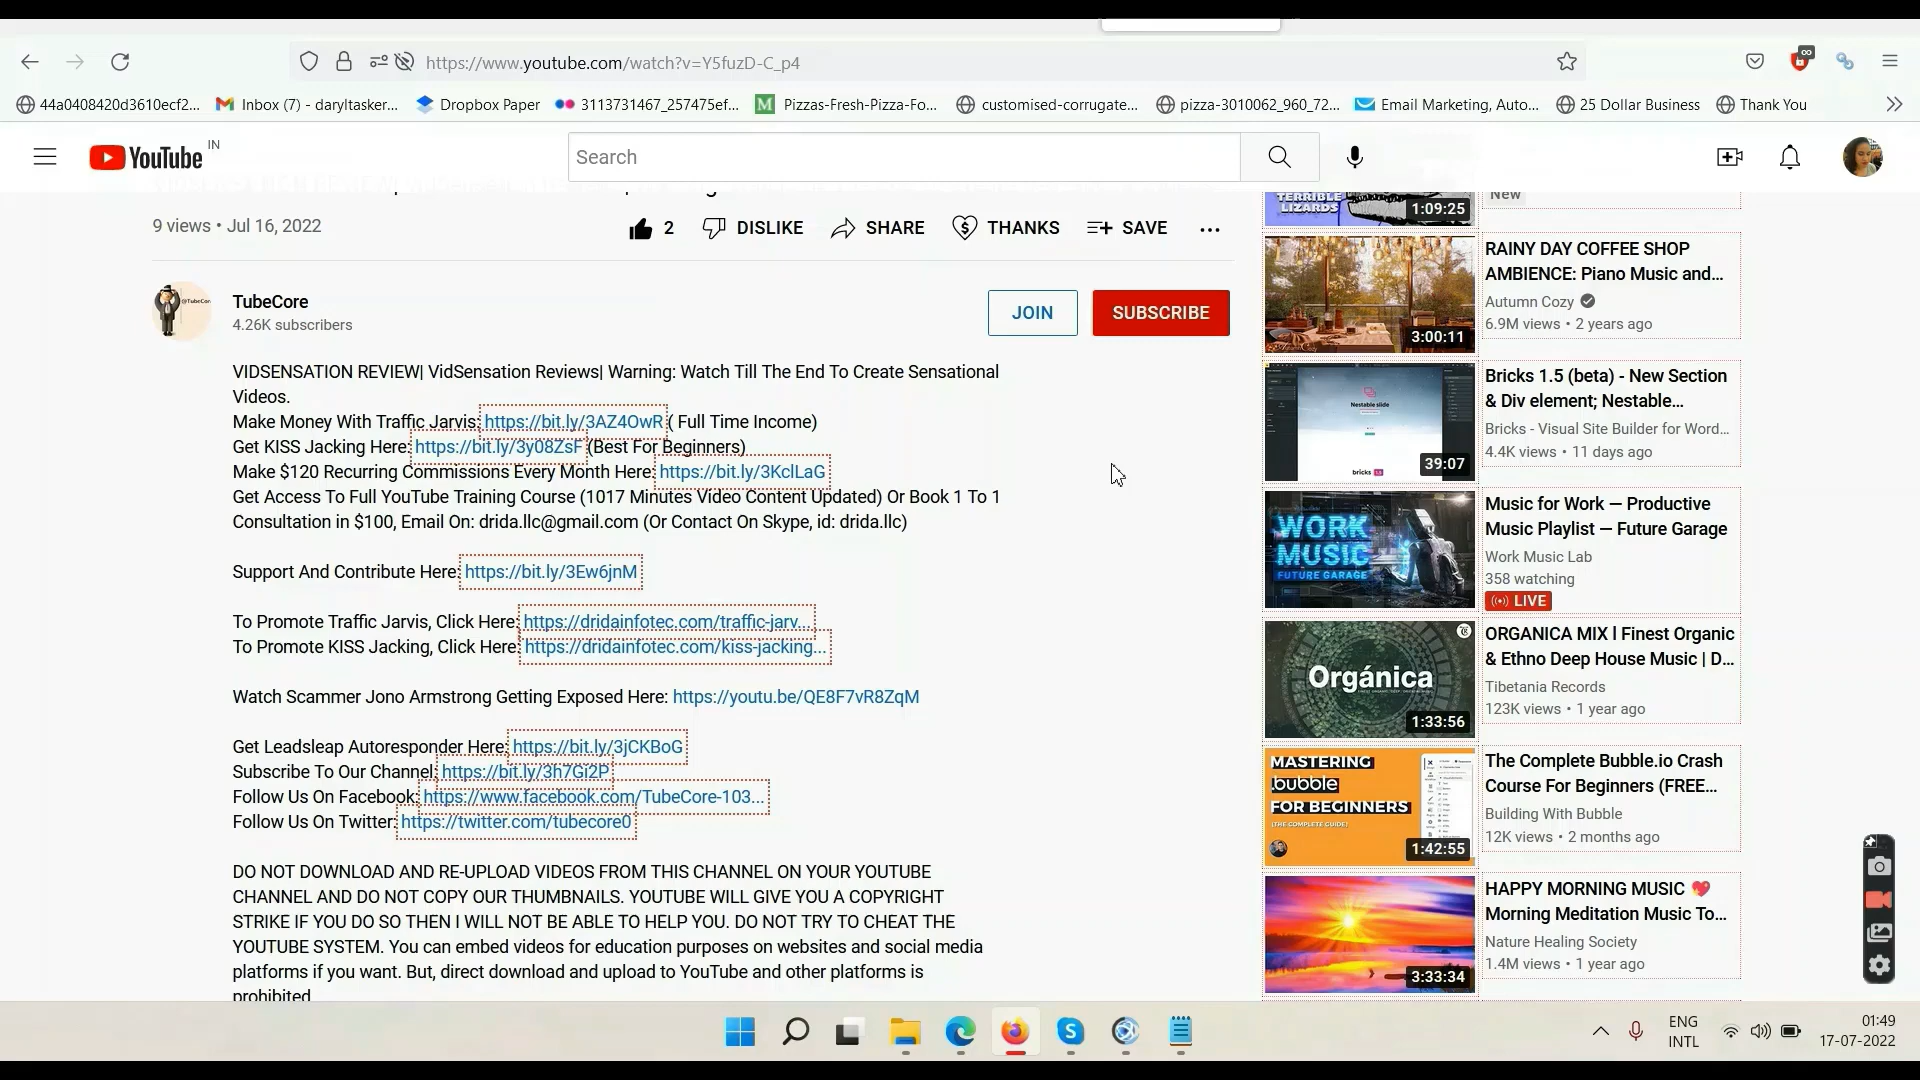 https://www.youtube.com/watch?v=Y5fuzD-C_p4
44a0408420d3610ecf2...
Inbox (7) - daryltasker...
Dropbox Paper
3113731467_257475ef...
Pizzas-Fresh-Pizza-Fo...
customised-corrugate...
pizza-3010062_960_72...
Email Marketing, Auto...
25 Dollar Business
Thank You
YouTube IN
Search
9 views • Jul 16, 2022
2
DISLIKE
SHARE
THANKS
SAVE
TubeCore
4.26K subscribers
JOIN
SUBSCRIBE
VIDSENSATION REVIEW| VidSensation Reviews| Warning: Watch Till The End To Create Sensational
Videos.
Make Money With Traffic Jarvis: https://bit.ly/3AZ4OwR ( Full Time Income)
Get KISS Jacking Here: https://bit.ly/3y08ZsF (Best For Beginners)
Make $120 Recurring Commissions Every Month Here: https://bit.ly/3KclLaG
Get Access To Full YouTube Training Course (1017 Minutes Video Content Updated) Or Book 1 To 1
Consultation in $100, Email On: drida.llc@gmail.com (Or Contact On Skype, id: drida.llc)
Support And Contribute Here: https://bit.ly/3Ew6jnM
To Promote Traffic Jarvis, Click Here: https://dridainfotec.com/traffic-jarv...
To Promote KISS Jacking, Click Here: https://dridainfotec.com/kiss-jacking...
Watch Scammer Jono Armstrong Getting Exposed Here: https://youtu.be/QE8F7vR8ZqM
Get Leadsleap Autoresponder Here: https://bit.ly/3jCKBoG
Subscribe To Our Channel: https://bit.ly/3h7Gi2P
Follow Us On Facebook: https://www.facebook.com/TubeCore-103...
Follow Us On Twitter: https://twitter.com/tubecore0
DO NOT DOWNLOAD AND RE-UPLOAD VIDEOS FROM THIS CHANNEL ON YOUR YOUTUBE
CHANNEL AND DO NOT COPY OUR THUMBNAILS. YOUTUBE WILL GIVE YOU A COPYRIGHT
STRIKE IF YOU DO SO THEN I WILL NOT BE ABLE TO HELP YOU. DO NOT TRY TO CHEAT THE
YOUTUBE SYSTEM. You can embed videos for education purposes on websites and social media
platforms if you want. But, direct download and upload to YouTube and other platforms is
prohibited
TERRIBLE
LIZARDS
1:09:25
New
3:00:11
RAINY DAY COFFEE SHOP
AMBIENCE: Piano Music and...
Autumn Cozy
6.9M views • 2 years ago
Nestable slide
bricks 1.5
39:07
Bricks 1.5 (beta) - New Section
& Div element; Nestable...
Bricks - Visual Site Builder for Word...
4.4K views • 11 days ago
WORK
MUSIC
FUTURE GARAGE
Music for Work — Productive
Music Playlist — Future Garage
Work Music Lab
358 watching
LIVE
Orgánica
1:33:56
ORGANICA MIX l Finest Organic
& Ethno Deep House Music | D...
Tibetania Records
123K views • 1 year ago
MASTERING
.bubble
FOR BEGINNERS
(THE COMPLETE GUIDE)
1:42:55
The Complete Bubble.io Crash
Course For Beginners (FREE...
Building With Bubble
12K views • 2 months ago
3:33:34
HAPPY MORNING MUSIC 💖
Morning Meditation Music To...
Nature Healing Society
1.4M views • 1 year ago
ENG
INTL
01:49
17-07-2022